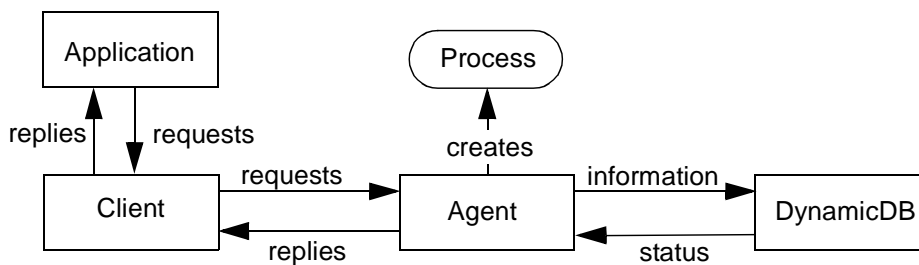 Application
Process
replies
requests
creates
requests
information
Client
Agent
DynamicDB
replies
status